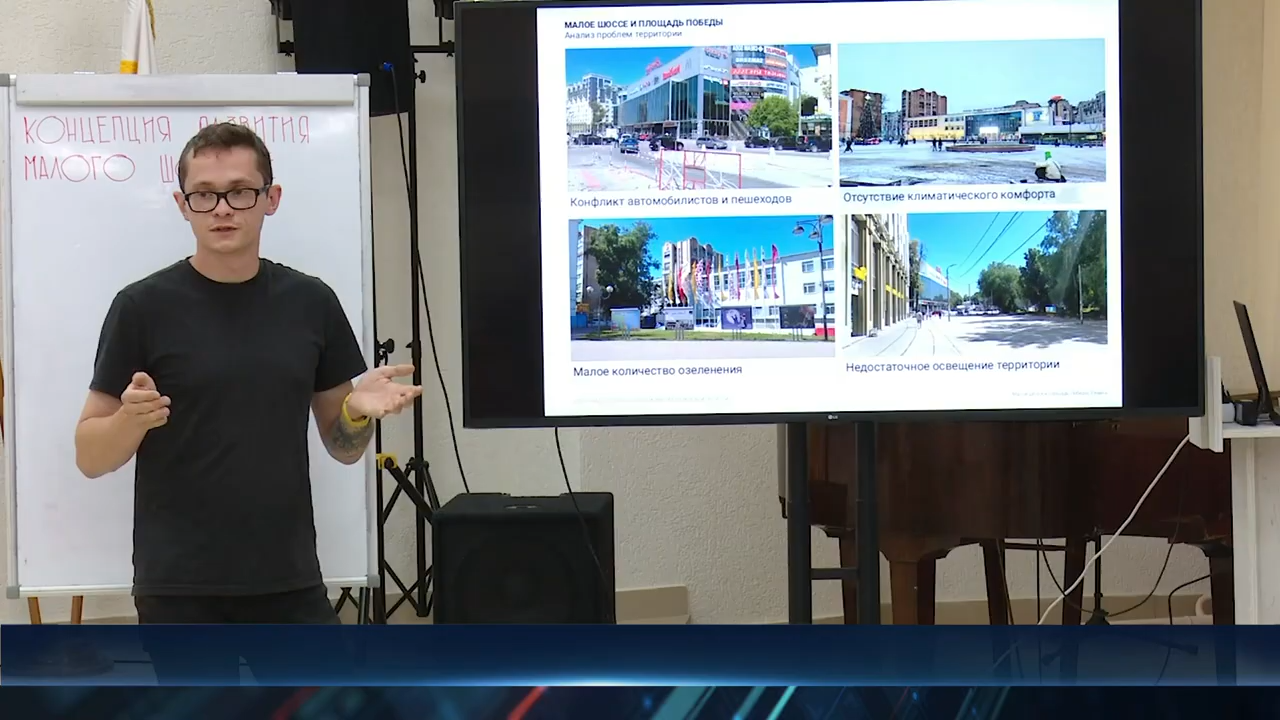 КОНЦЕПЦИЯ РАЗВИТИЯ
МАЛОГО
МАЛОЕ ШОССЕ И ПЛОЩАДЬ ПОБЕДЫ
Анализ проблем территории
Конфликт автомобилистов и пешеходов
Отсутствие климатического комфорта
Малое количество озеленения
Недостаточное освещение территории
LG